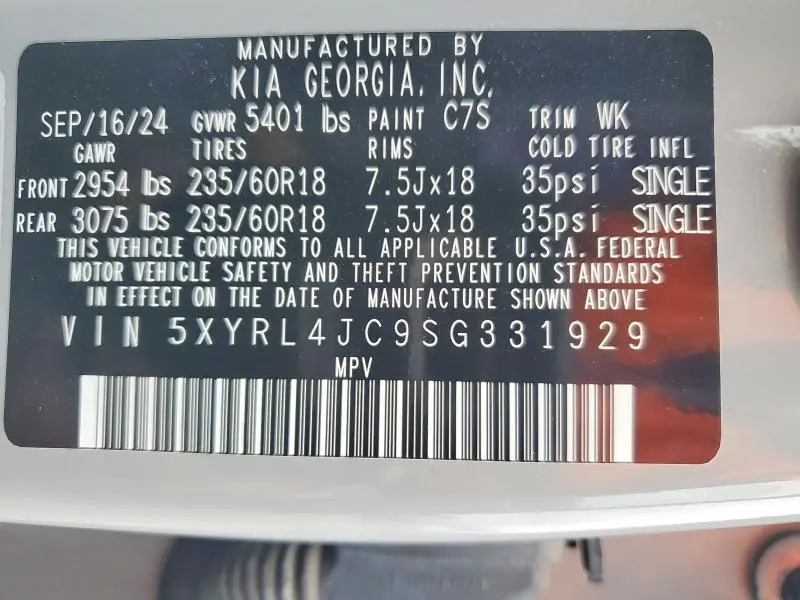 MANUFACTURED BY
KIA GEORGIA, INC,
SEP/16/24 GVWR 5401 lbs PAINT C7S TRIM WK
GAWR TIRES RIMS COLD TIRE INFL
FRONT 2954 lbs 235/60R18 7.5Jx18 35psi SINGLE
REAR 3075 lbs 235/60R18 7.5Jx18 35psi SINGLE
THIS VEHICLE CONFORMS TO ALL APPLICABLE U.S.A. FEDERAL
MOTOR VEHICLE SAFETY AND THEFT PREVENTION STANDARDS
IN EFFECT ON THE DATE OF MANUFACTURE SHOWN ABOVE
VIN 5XYRL4JC9SG331929
MPV